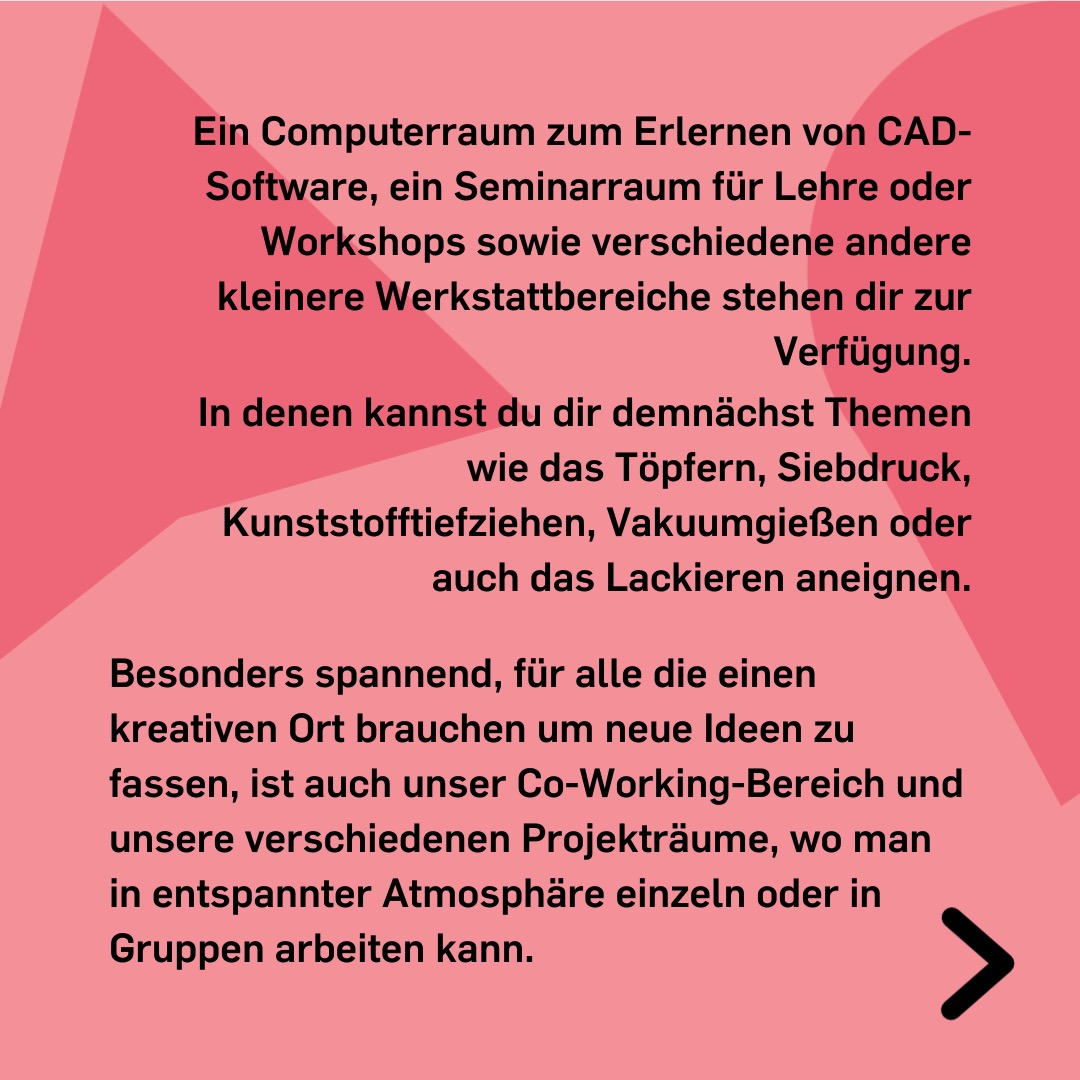 Ein Computerraum zum Erlernen von CAD-
Software, ein Seminarraum für Lehre oder
Workshops sowie verschiedene andere
kleinere Werkstattbereiche stehen dir zur
Verfügung.
In denen kannst du dir demnächst Themen
wie das Töpfern, Siebdruck,
Kunststofftiefziehen, Vakuumgießen oder
auch das Lackieren aneignen.
Besonders spannend, für alle die einen
kreativen Ort brauchen um neue Ideen zu
fassen, ist auch unser Co-Working-Bereich und
unsere verschiedenen Projekträume, wo man
in entspannter Atmosphäre einzeln oder in
Gruppen arbeiten kann.